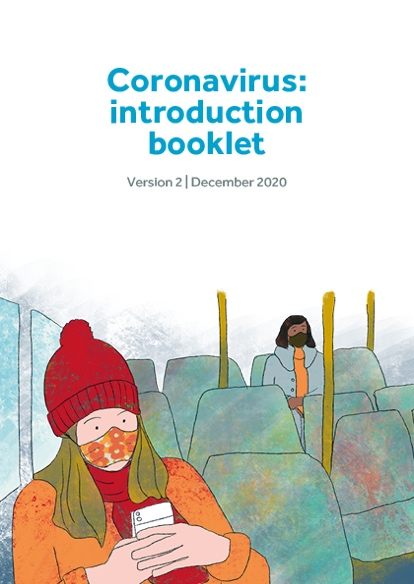 Coronavirus:
introduction
booklet
Version 2 | December 2020